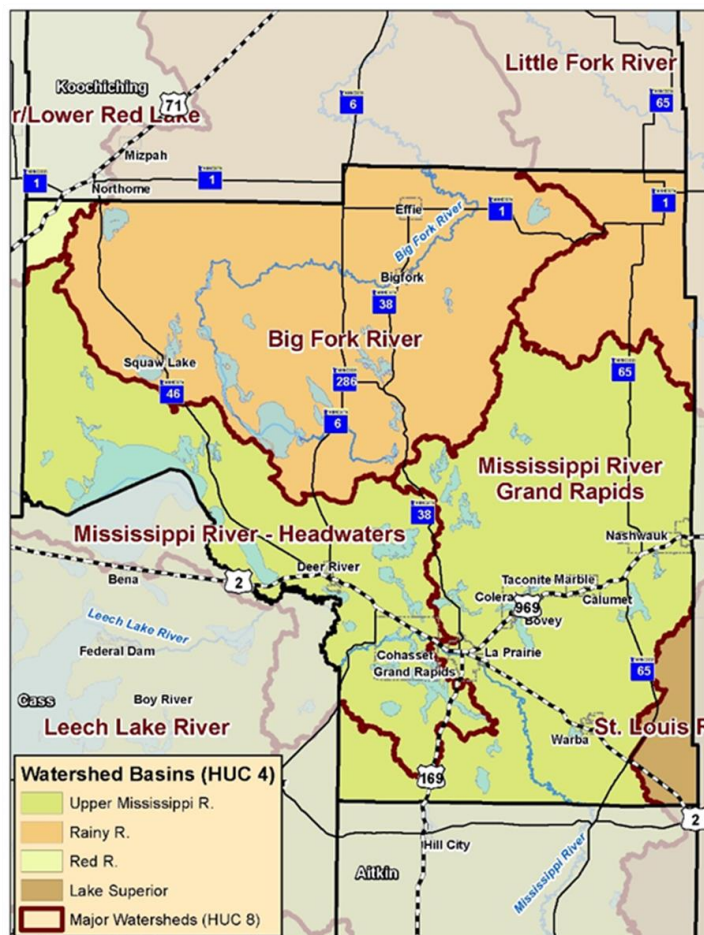 Little Fork River
Koochiching
71
6
65
r/Lower Red Lake
Mizpah
1
1
Northome
1
Effie
1
Big Fork River
Bigfork
38
Big Fork River
Squaw Lake
65
286
46
6
Mississippi River
Grand Rapids
38
Mississippi River - Headwaters
Nashwauk
Deer River
Bena
2
Taconite Marble
Colera
969
Calumet
Bovey
Leech Lake River
Federal Dam
Cohasset
La Prairie
Grand Rapids
65
Cass
Boy River
Leech Lake River
St. Louis R
Warba
169
2
Hill City
Aitkin
Mississippi River
Watershed Basins (HUC 4)
Upper Mississippi R.
Rainy R.
Red R.
Lake Superior
Major Watersheds (HUC 8)